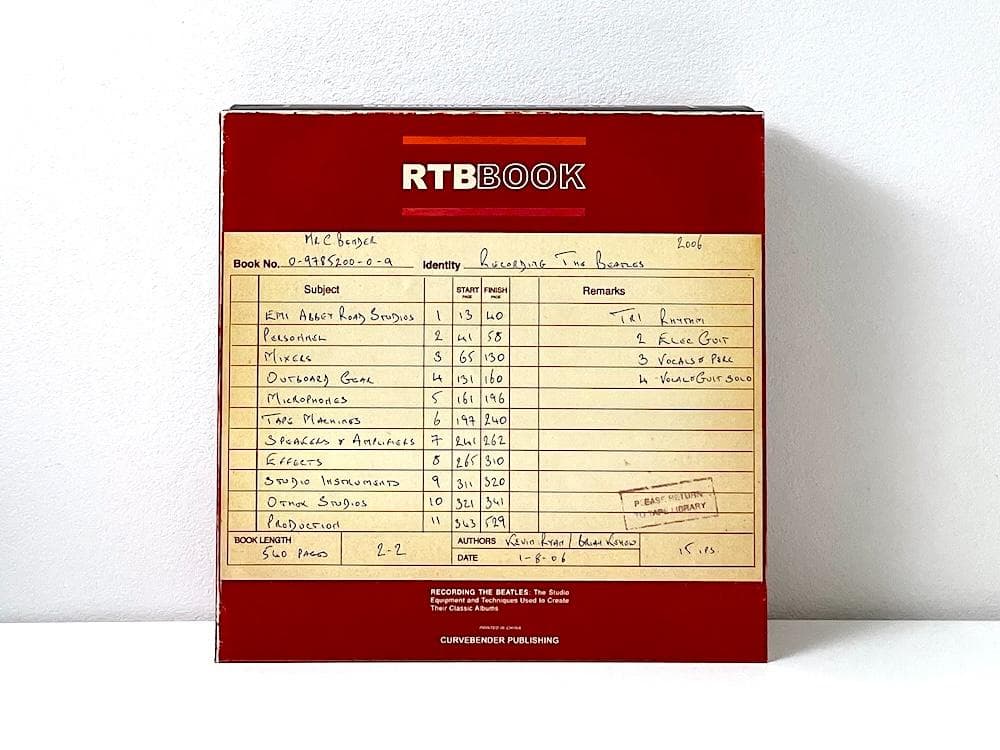 RTBBOOK
Mr C Bender 2006
Book No. 0-9785200-0-9 Identity Recording The Beatles
Subject START PAGE FINISH PAGE Remarks
EMI Abbey Road Studios 1 13 40 TR1 Rhythm
Personnel 2 41 58 2 Elec Guit
Mixers 3 65 130 3 Vocals & Perc
Outboard Gear 4 131 160 4 Vocal & Guit Solo
Microphones 5 161 196
Tape Machines 6 197 240
Speakers & Amplifiers 7 241 262
Effects 8 265 310
Studio Instruments 9 311 320
Other Studios 10 321 341
Production 11 343 529
PLEASE RETURN
TO TAPE LIBRARY
BOOK LENGTH AUTHORS Kevin Ryan / Brian Kehew
540 Pages 2-2 DATE 1-8-06 15 ips.
RECORDING THE BEATLES: The Studio
Equipment and Techniques Used to Create
Their Classic Albums
PRINTED IN CHINA
CURVEBENDER PUBLISHING